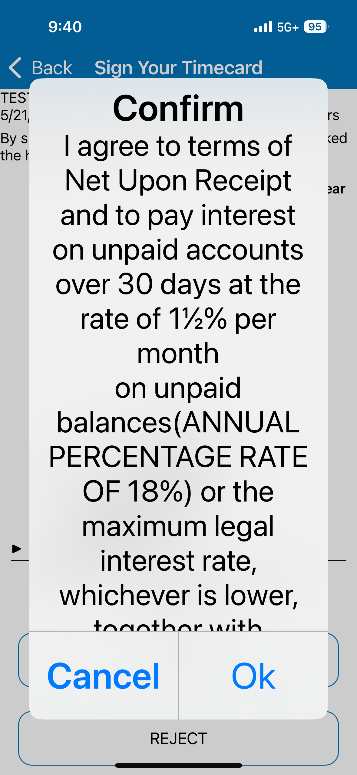 9:40
5G+ 95
Back Sign Your Timecard
TEST
5/21,
rs
By s
ked
the h
ear
Confirm
I agree to terms of
Net Upon Receipt
and to pay interest
on unpaid accounts
over 30 days at the
rate of 1½% per
month
on unpaid
balances(ANNUAL
PERCENTAGE RATE
OF 18%) or the
maximum legal
interest rate,
whichever is lower,
together with
Cancel Ok
REJECT